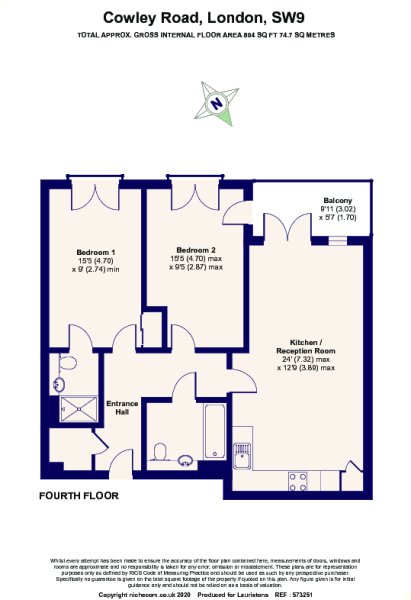 Cowley Road, London, SW9
TOTAL APPROX. GROSS INTERNAL FLOOR AREA 804 SQ FT 74.7 SQ METRES
N
Balcony
9'11 (3.02)
x 5'7 (1.70)
Bedroom 1
15'5 (4.70)
x 9' (2.74) min
Bedroom 2
15'5 (4.70) max
x 9'5 (2.87) max
Kitchen /
Reception Room
24' (7.32) max
x 12'9 (3.89) max
Entrance
Hall
FOURTH FLOOR
Whilst every attempt has been made to ensure the accuracy of the floor plan contained here, measurements of doors, windows and
rooms are approximate and no responsibility is taken for any error, omission or misstatement. These plans are for representation
purposes only as defined by RICS Code of Measuring Practice and should be used as such by any prospective purchaser.
Specifically no guarantee is given on the total square footage of the property if quoted on this plan. Any figure given is for initial
guidance only and should not be relied on as a basis of valuation.
Copyright nichecom.co.uk 2020 Produced for Lauristons REF : 573251